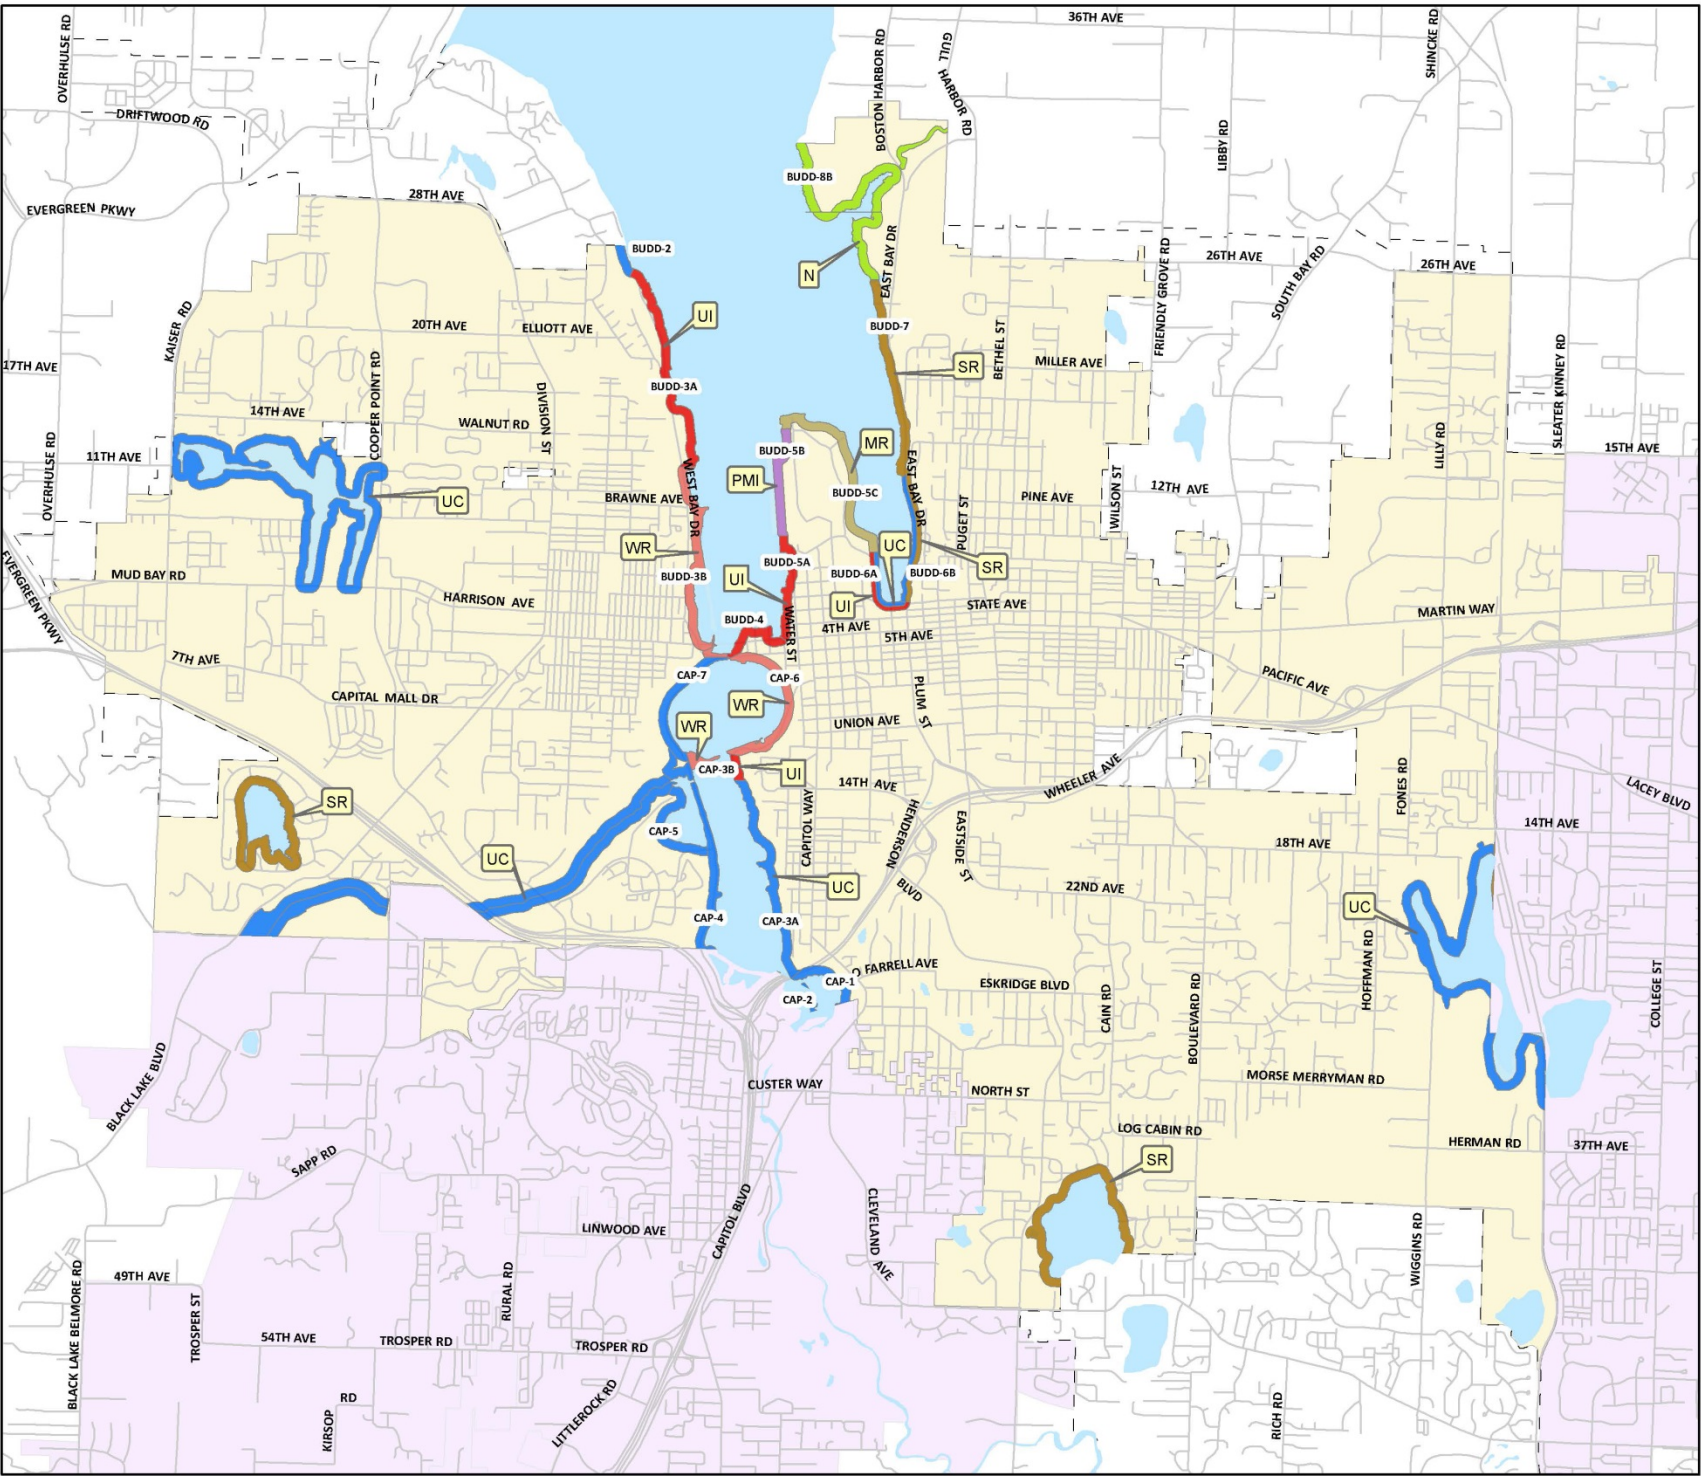 36TH AVE
OVERHULSE RD
BOSTON HARBOR RD
GULL HARBOR RD
SHINCKE RD
DRIFTWOOD RD
LIBBY RD
BUDD-8B
28TH AVE
EVERGREEN PKWY
BUDD-2
N
EAST BAY DR
FRIENDLY GROVE RD
26TH AVE
SOUTH BAY RD
26TH AVE
KAISER RD
UI
20TH AVE
ELLIOTT AVE
BUDD-7
BETHEL ST
SLEATER KINNEY RD
17TH AVE
COOPER POINT RD
SR
MILLER AVE
BUDD-3A
DIVISION ST
14TH AVE
WALNUT RD
MR
LILLY RD
15TH AVE
BUDD-5B
11TH AVE
OVERHULSE RD
WEST BAY DR
PMI
BUDD-5C
EAST BAY DR
12TH AVE
WILSON ST
UC
BRAWNE AVE
PUGET ST
PINE AVE
WR
UC
BUDD-5A
SR
EVERGREEN PKWY
MUD BAY RD
BUDD-3B
UI
BUDD-6A
BUDD-6B
HARRISON AVE
UI
STATE AVE
MARTIN WAY
BUDD-4
WATER ST
4TH AVE
5TH AVE
7TH AVE
CAP-7
CAP-6
PACIFIC AVE
CAPITAL MALL DR
WR
PLUM ST
WR
UNION AVE
CAP-3B
UI
14TH AVE
WHEELER AVE
FONES RD
LACEY BLVD
SR
CAP-5
CAPITOL WAY
HENDERSON BLVD
EASTSIDE ST
14TH AVE
18TH AVE
UC
UC
22ND AVE
UC
CAP-4
CAP-3A
HOFFMAN RD
O FARRELL AVE
CAP-1
CAP-2
ESKRIDGE BLVD
CAIN RD
BOULEVARD RD
COLLEGE ST
BLACK LAKE BLVD
CUSTER WAY
NORTH ST
MORSE MERRYMAN RD
LOG CABIN RD
HERMAN RD
37TH AVE
SAPP RD
SR
CAPITOL BLVD
CLEVELAND AVE
LINWOOD AVE
WIGGINS RD
BLACK LAKE BELMORE RD
49TH AVE
TROSPER ST
RURAL RD
54TH AVE
TROSPER RD
TROSPER RD
KIRSOP RD
LITTLEROCK RD
RICH RD